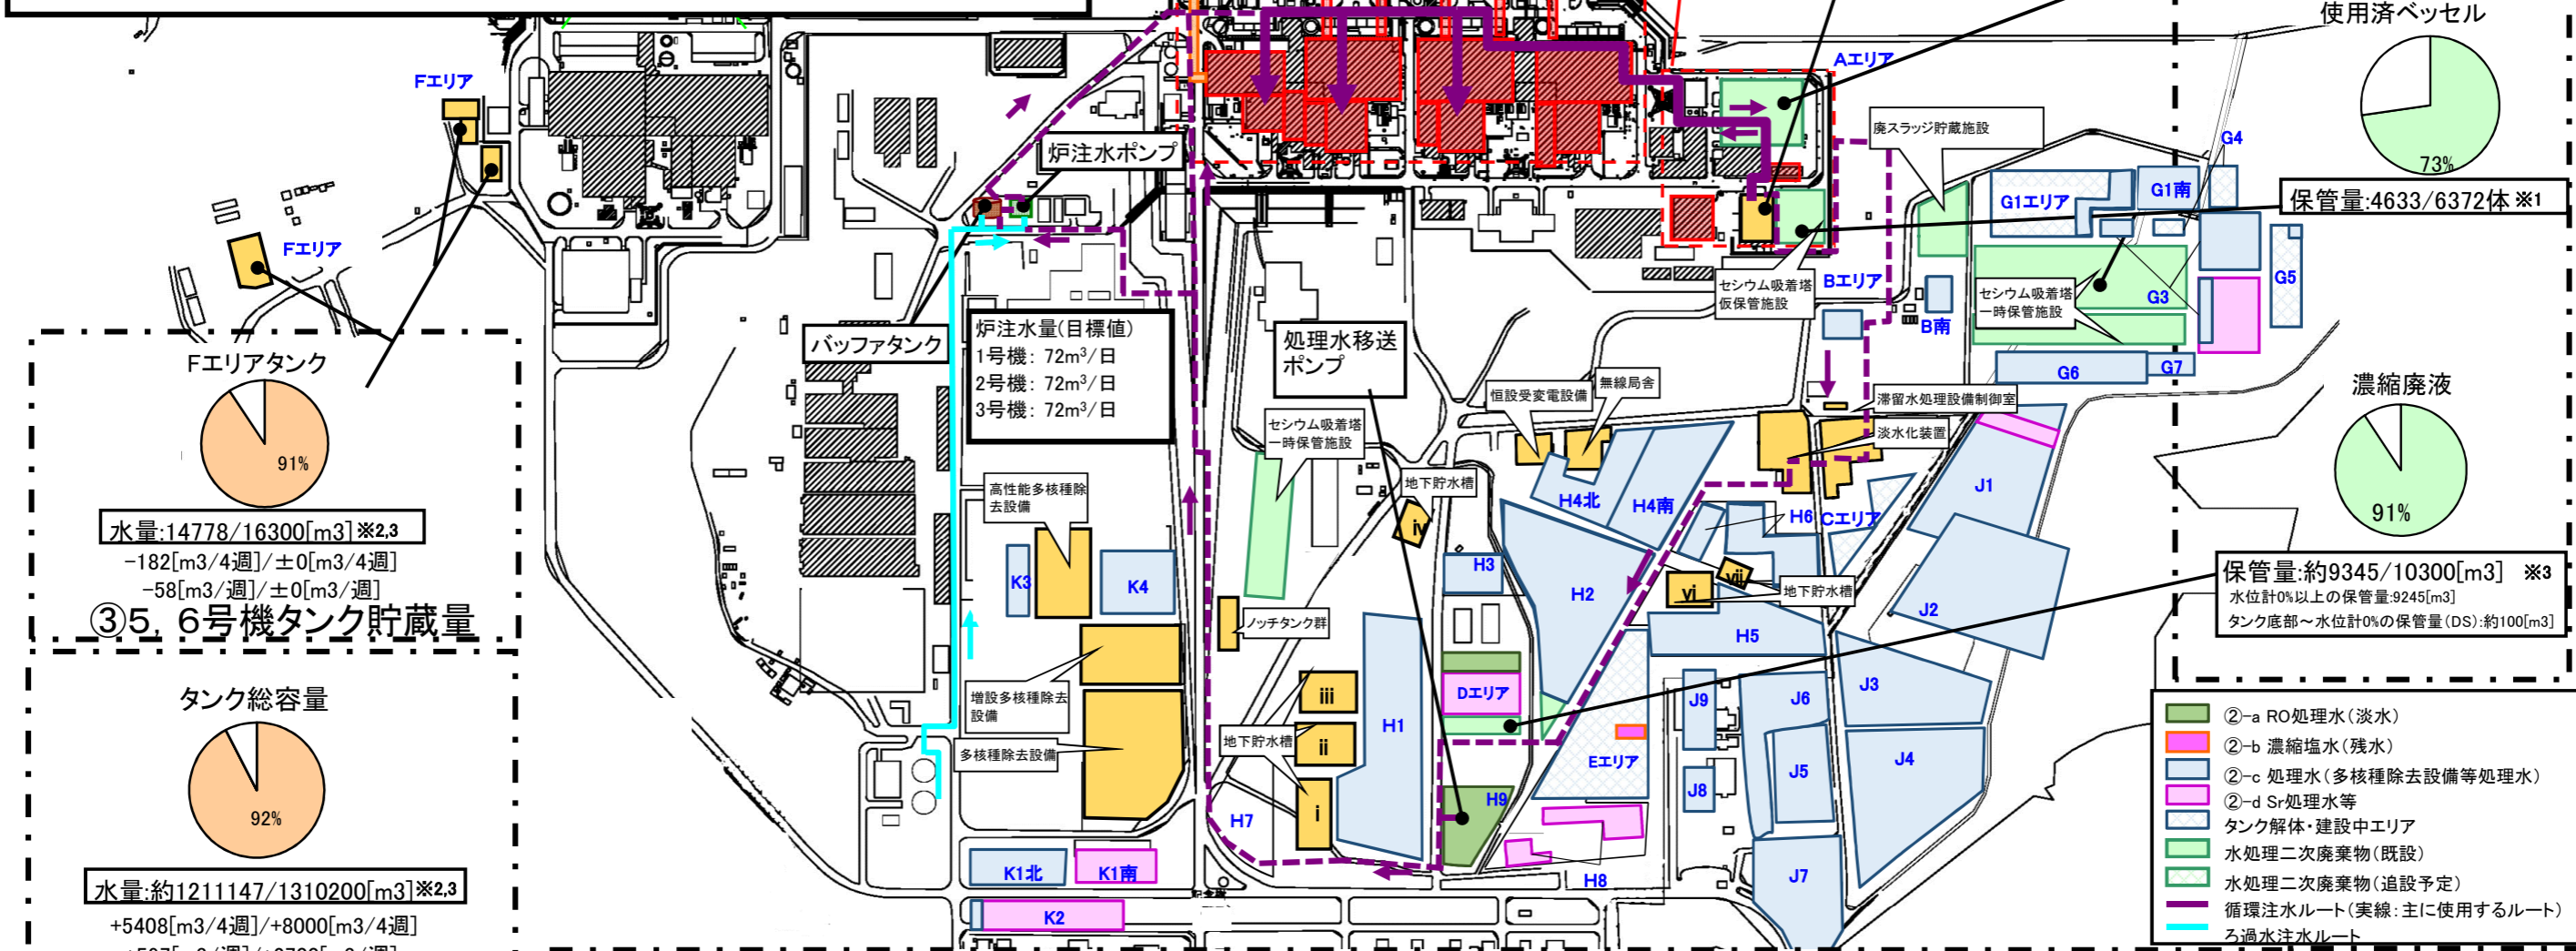 使用済ベッセル
73%
保管量:4633/6372体 ※1
濃縮廃液
91%
保管量:約9345/10300[m3] ※3
水位計0%以上の保管量:9245[m3]
タンク底部～水位計0%の保管量(DS):約100[m3]
Fエリア
Fエリア
Fエリアタンク
91%
水量:14778/16300[m3]※2,3
-182[m3/4週]/±0[m3/4週]
-58[m3/週]/±0[m3/週]
③5, 6号機タンク貯蔵量
タンク総容量
92%
水量:約1211147/1310200[m3]※2,3
+5408[m3/4週]/+8000[m3/4週]
炉注水ポンプ
バッファタンク
炉注水量(目標値)
1号機: 72m³/日
2号機: 72m³/日
3号機: 72m³/日
処理水移送
ポンプ
Aエリア
廃スラッジ貯蔵施設
G4
G1エリア
G1南
セシウム吸着塔
仮保管施設
Bエリア
B南
セシウム吸着塔
一時保管施設
G3
G5
G6
G7
恒設受変電設備
無線局舎
滞留水処理設備制御室
淡水化装置
セシウム吸着塔
一時保管施設
高性能多核種除
去設備
地下貯水槽
iv
H4北
H4南
H6
Cエリア
J1
K3
K4
H3
H2
vi
vii
地下貯水槽
J2
ノッチタンク群
H5
増設多核種除去
設備
多核種除去設備
iii
ii
i
地下貯水槽
H1
Dエリア
Eエリア
J9
J6
J3
J8
J5
J4
H9
H7
H8
J7
K1北
K1南
K2
②-a RO処理水(淡水)
②-b 濃縮塩水(残水)
②-c 処理水(多核種除去設備等処理水)
②-d Sr処理水等
タンク解体・建設中エリア
水処理二次廃棄物(既設)
水処理二次廃棄物(追設予定)
循環注水ルート(実線:主に使用するルート)
ろ過水注水ルート